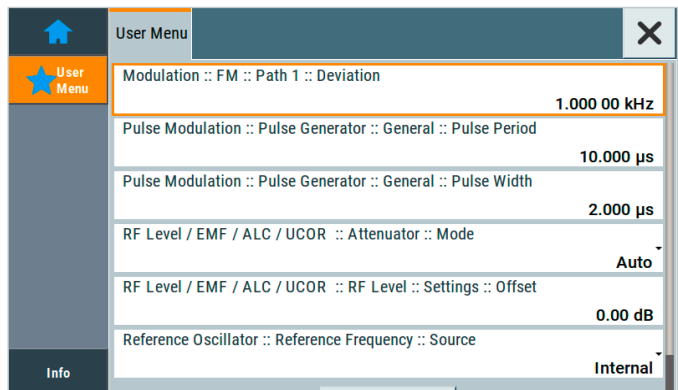 User Menu
User
Menu
Modulation :: FM :: Path 1 :: Deviation
1.000 00 kHz
Pulse Modulation :: Pulse Generator :: General :: Pulse Period
10.000 µs
Pulse Modulation :: Pulse Generator :: General :: Pulse Width
2.000 µs
RF Level / EMF / ALC / UCOR :: Attenuator :: Mode
Auto
RF Level / EMF / ALC / UCOR :: RF Level :: Settings :: Offset
0.00 dB
Reference Oscillator :: Reference Frequency :: Source
Internal
Info